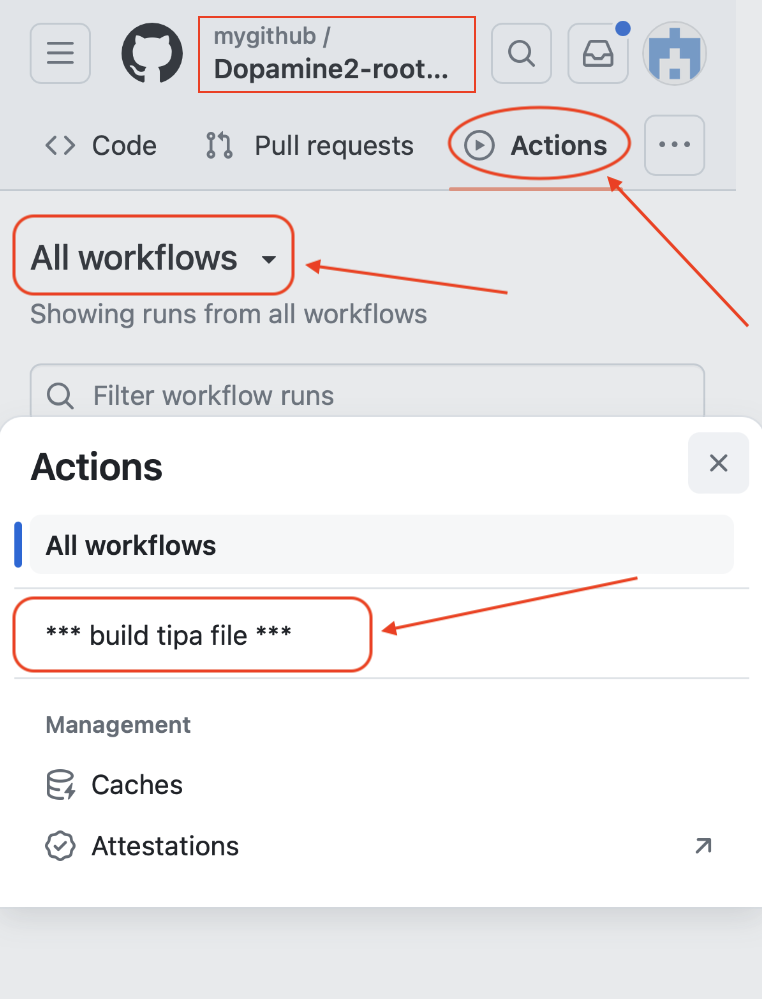 mygithub /
Dopamine2-root...
Code
Pull requests
Actions
All workflows
Showing runs from all workflows
Filter workflow runs
Actions
All workflows
*** build tipa file ***
Management
Caches
Attestations